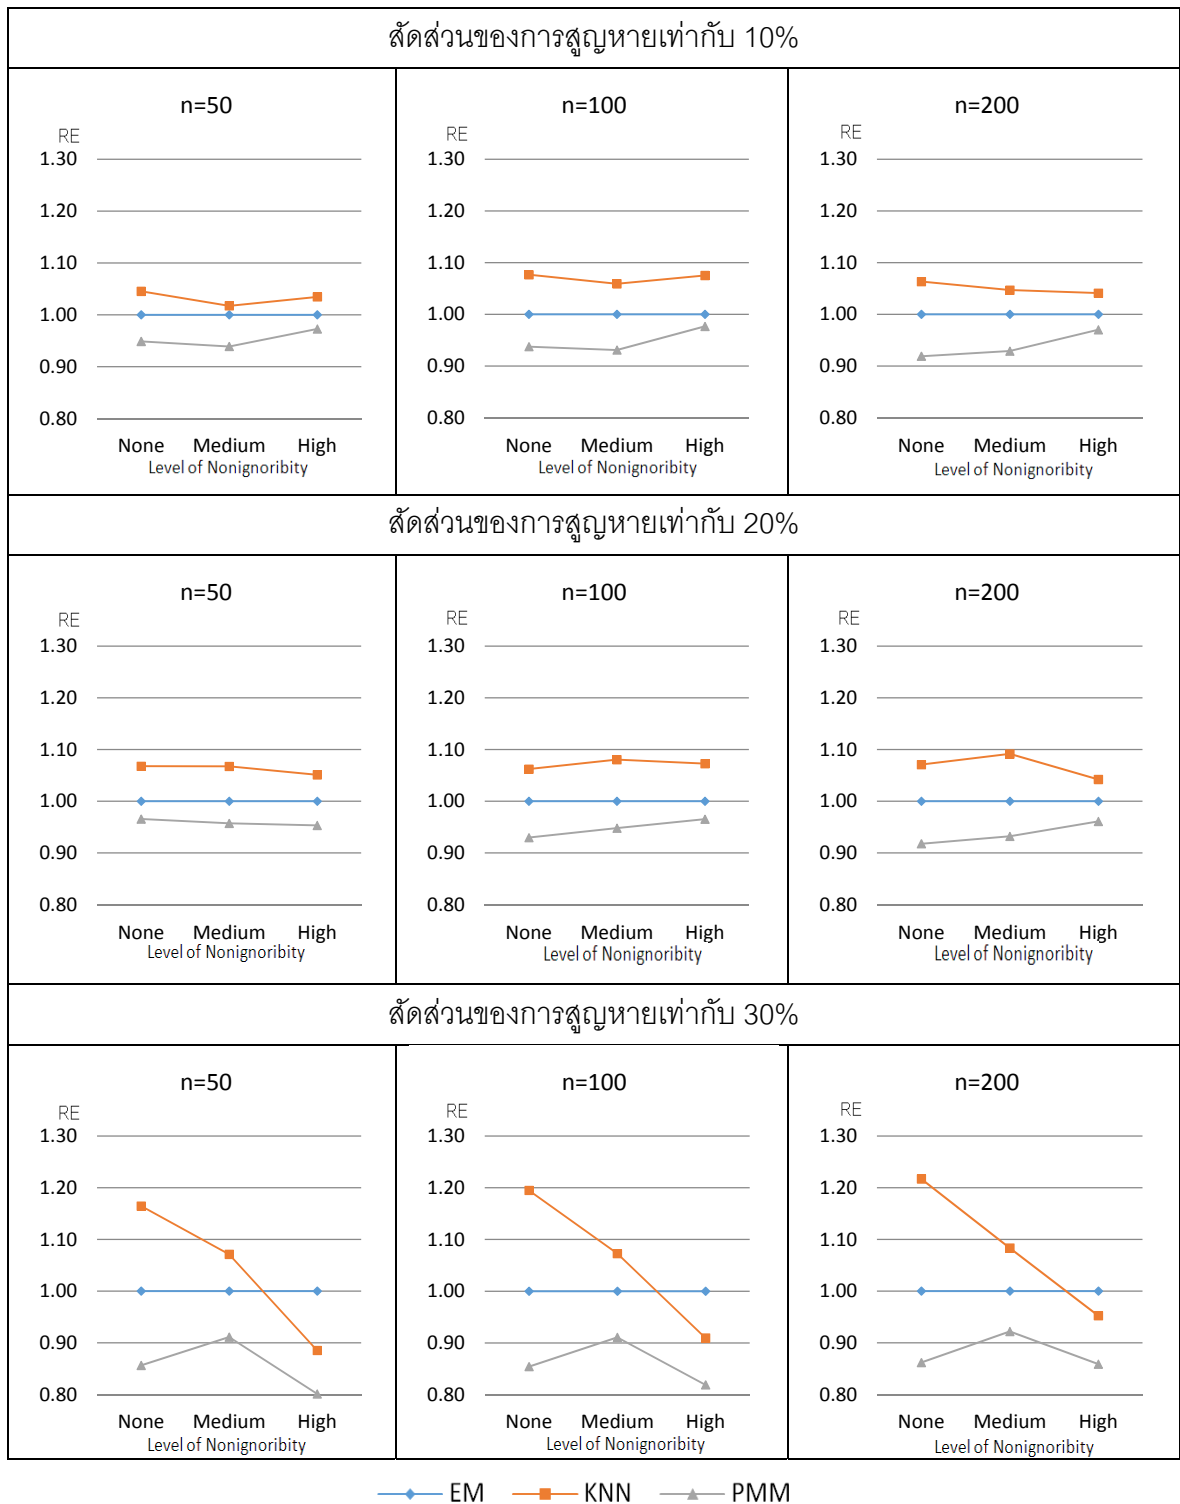 สัดส่วนของการสูญหายเท่ากับ 10%
n=50
RE
1.30
1.20
1.10
1.00
0.90
0.80
None Medium High
Level of Nonignoribity
n=100
RE
1.30
1.20
1.10
1.00
0.90
0.80
None Medium High
Level of Nonignoribity
n=200
RE
1.30
1.20
1.10
1.00
0.90
0.80
None Medium High
Level of Nonignoribity
สัดส่วนของการสูญหายเท่ากับ 20%
n=50
RE
1.30
1.20
1.10
1.00
0.90
0.80
None Medium High
Level of Nonignoribity
n=100
RE
1.30
1.20
1.10
1.00
0.90
0.80
None Medium High
Level of Nonignoribity
n=200
RE
1.30
1.20
1.10
1.00
0.90
0.80
None Medium High
Level of Nonignoribity
สัดส่วนของการสูญหายเท่ากับ 30%
n=50
RE
1.30
1.20
1.10
1.00
0.90
0.80
None Medium High
Level of Nonignoribity
n=100
RE
1.30
1.20
1.10
1.00
0.90
0.80
None Medium High
Level of Nonignoribity
n=200
RE
1.30
1.20
1.10
1.00
0.90
0.80
None Medium High
Level of Nonignoribity
EM KNN PMM